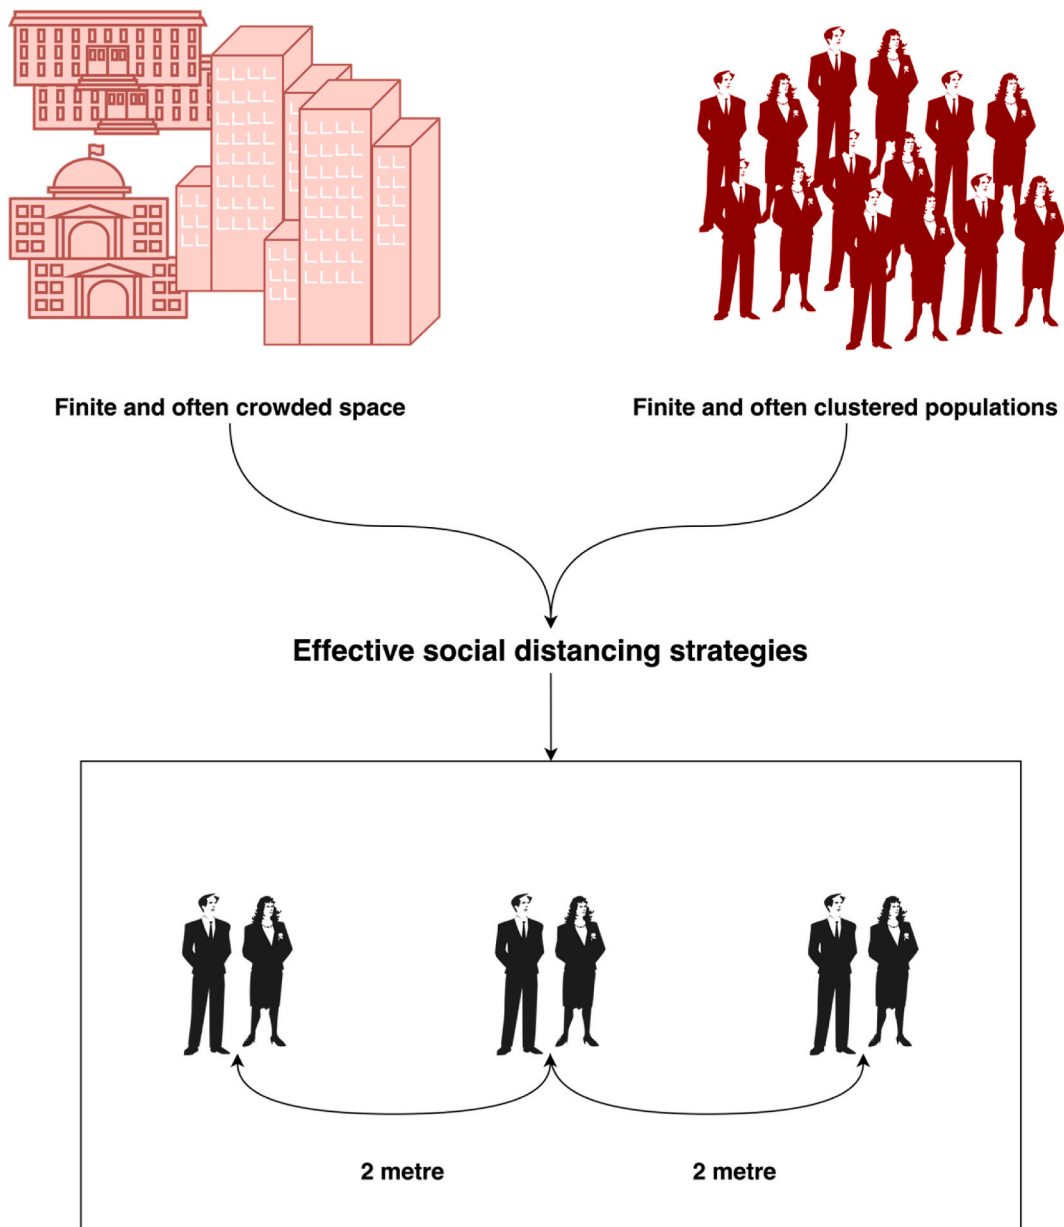 Finite and often crowded space
Finite and often clustered populations
Effective social distancing strategies
2 metre
2 metre